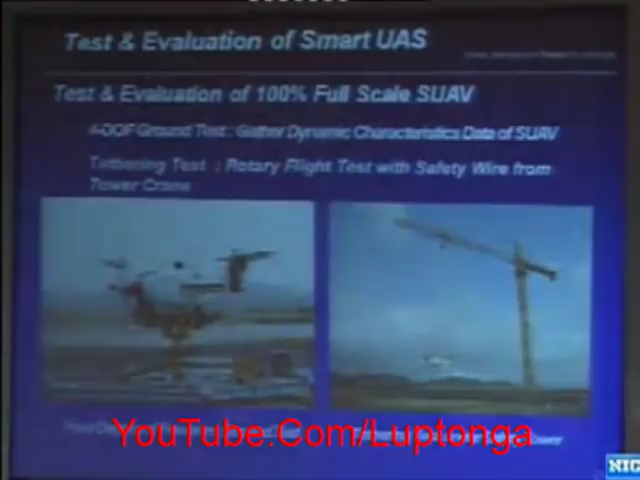 Test & Evaluation of Smart UAS
Test & Evaluation of 100% Full Scale SUAV
4-DOF Ground Test : Gather Dynamic Characteristics Data of SUAV
Tethering Test : Rotary Flight Test with Safety Wire from
Tower Crane
YouTube.Com/Luptonga
NIC